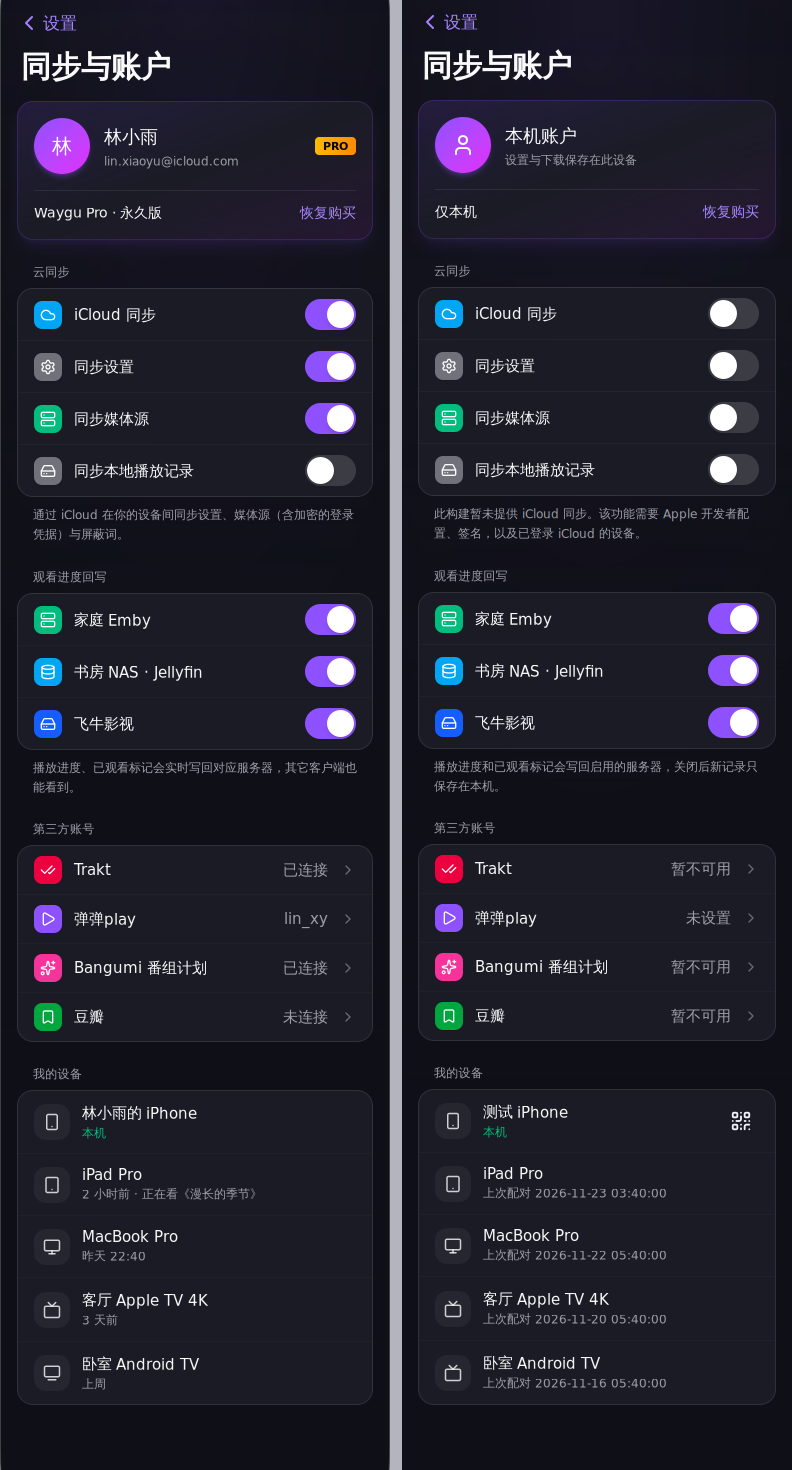 设置
同步与账户
林
林小雨
lin.xiaoyu@icloud.com
PRO
Waygu Pro · 永久版
恢复购买
云同步
iCloud 同步
同步设置
同步媒体源
同步本地播放记录
通过 iCloud 在你的设备间同步设置、媒体源（含加密的登录
凭据）与屏蔽词。
观看进度回写
家庭 Emby
书房 NAS · Jellyfin
飞牛影视
播放进度、已观看标记会实时写回对应服务器，其它客户端也
能看到。
第三方账号
Trakt
已连接
弹弹play
lin_xy
Bangumi 番组计划
已连接
豆瓣
未连接
我的设备
林小雨的 iPhone
本机
iPad Pro
2 小时前 · 正在看《漫长的季节》
MacBook Pro
昨天 22:40
客厅 Apple TV 4K
3 天前
卧室 Android TV
上周
设置
同步与账户
本机账户
设置与下载保存在此设备
仅本机
恢复购买
云同步
iCloud 同步
同步设置
同步媒体源
同步本地播放记录
此构建暂未提供 iCloud 同步。该功能需要 Apple 开发者配
置、签名，以及已登录 iCloud 的设备。
观看进度回写
家庭 Emby
书房 NAS · Jellyfin
飞牛影视
播放进度和已观看标记会写回启用的服务器，关闭后新记录只
保存在本机。
第三方账号
Trakt
暂不可用
弹弹play
未设置
Bangumi 番组计划
暂不可用
豆瓣
暂不可用
我的设备
测试 iPhone
本机
iPad Pro
上次配对 2026-11-23 03:40:00
MacBook Pro
上次配对 2026-11-22 05:40:00
客厅 Apple TV 4K
上次配对 2026-11-20 05:40:00
卧室 Android TV
上次配对 2026-11-16 05:40:00